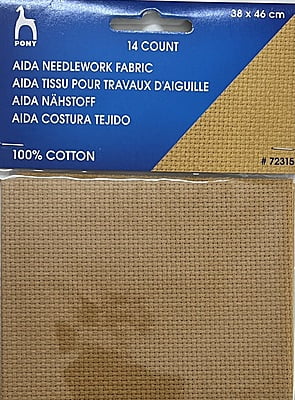 38 x 46 cm
PONY
14 COUNT
AIDA NEEDLEWORK FABRIC
AIDA TISSU POUR TRAVAUX D'AIGUILLE
AIDA NÄHSTOFF
AIDA COSTURA TEJIDO
100% COTTON
# 72315